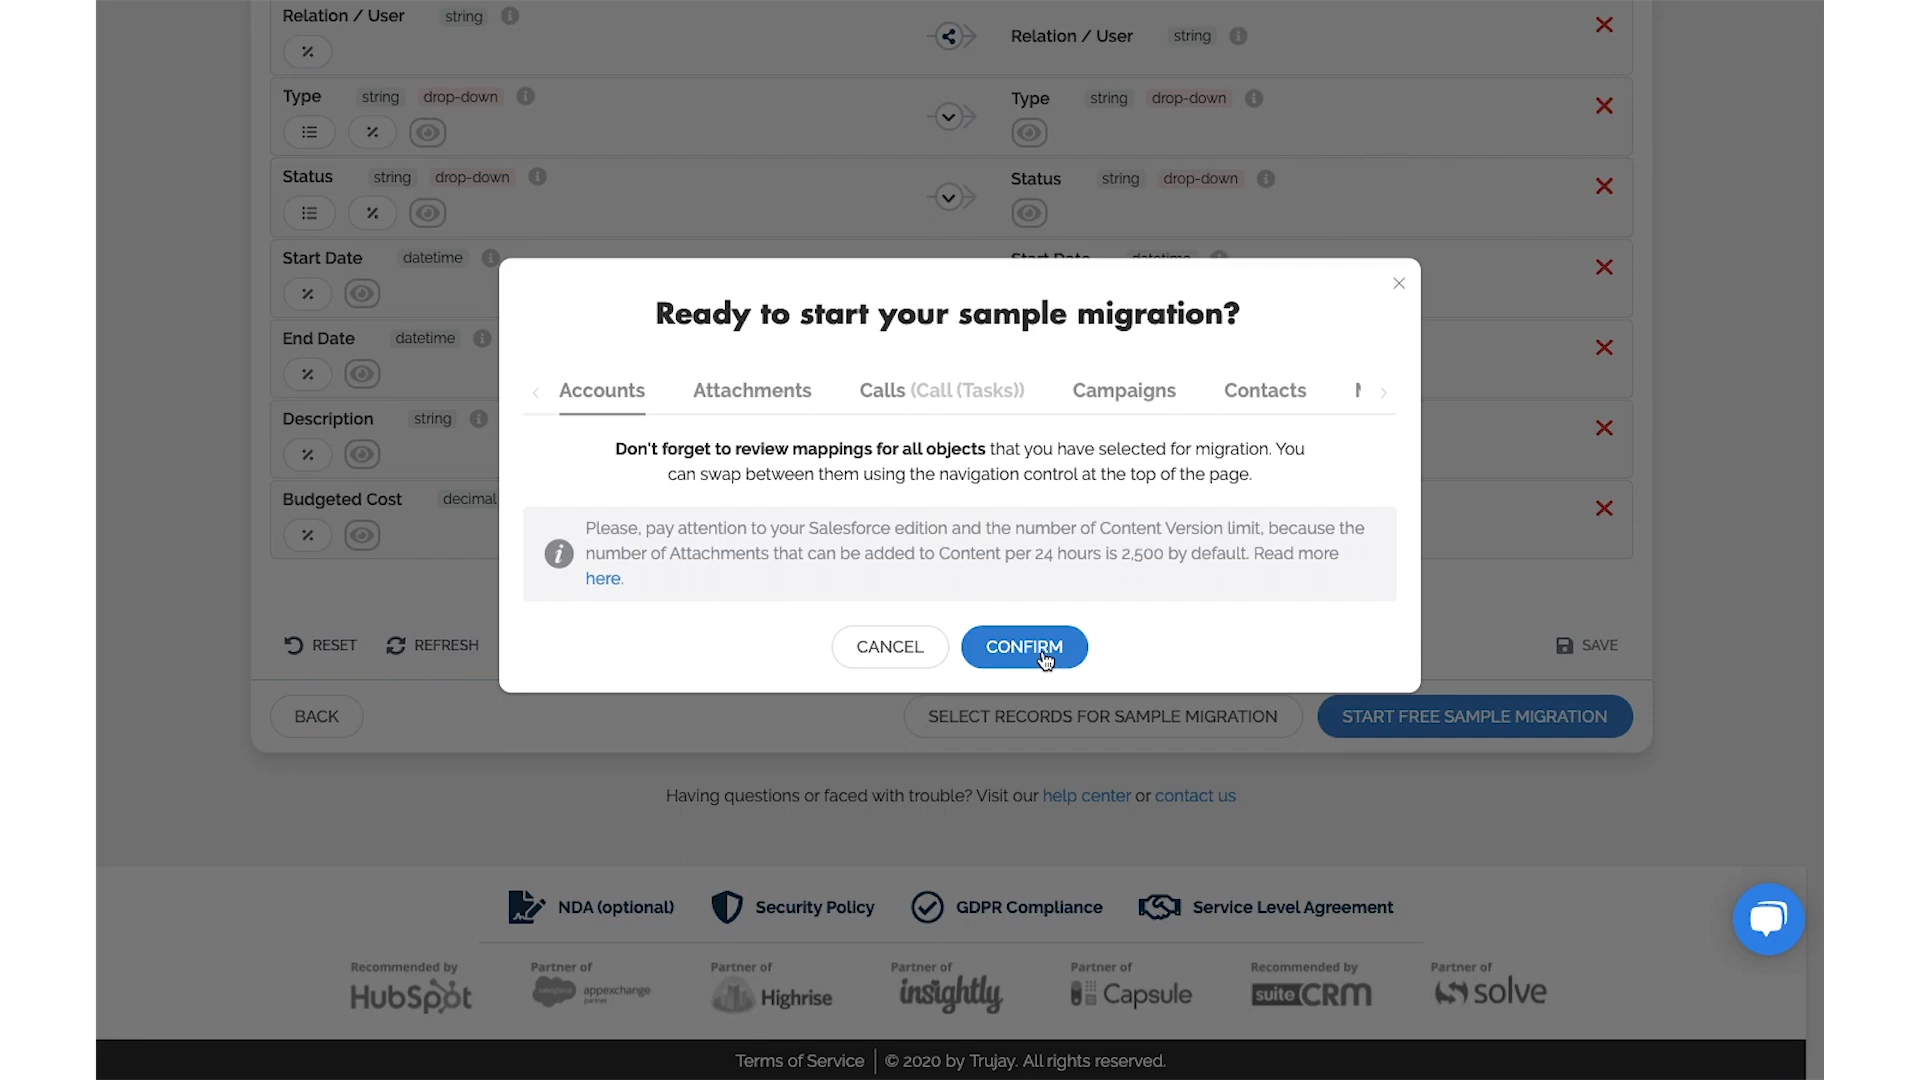 Relation / User string
Relation / User string
Type string drop-down
Type string drop-down
Status string drop-down
Status string drop-down
Start Date datetime
Start Date datetime
End Date datetime
Description string
Budgeted Cost decimal
Ready to start your sample migration?
Accounts Attachments Calls (Call (Tasks)) Campaigns Contacts
Don't forget to review mappings for all objects that you have selected for migration. You
can swap between them using the navigation control at the top of the page.
Please, pay attention to your Salesforce edition and the number of Content Version limit, because the
number of Attachments that can be added to Content per 24 hours is 2,500 by default. Read more
here.
CANCEL CONFIRM
RESET REFRESH SAVE
BACK SELECT RECORDS FOR SAMPLE MIGRATION START FREE SAMPLE MIGRATION
Having questions or faced with trouble? Visit our help center or contact us
NDA (optional) Security Policy GDPR Compliance Service Level Agreement
Recommended by
HubSpot
Partner of
salesforce appexchange
partner
Partner of
Highrise
Partner of
insightly
Partner of
Capsule
Recommended by
suiteCRM
Partner of
solve
Terms of Service © 2020 by Trujay. All rights reserved.